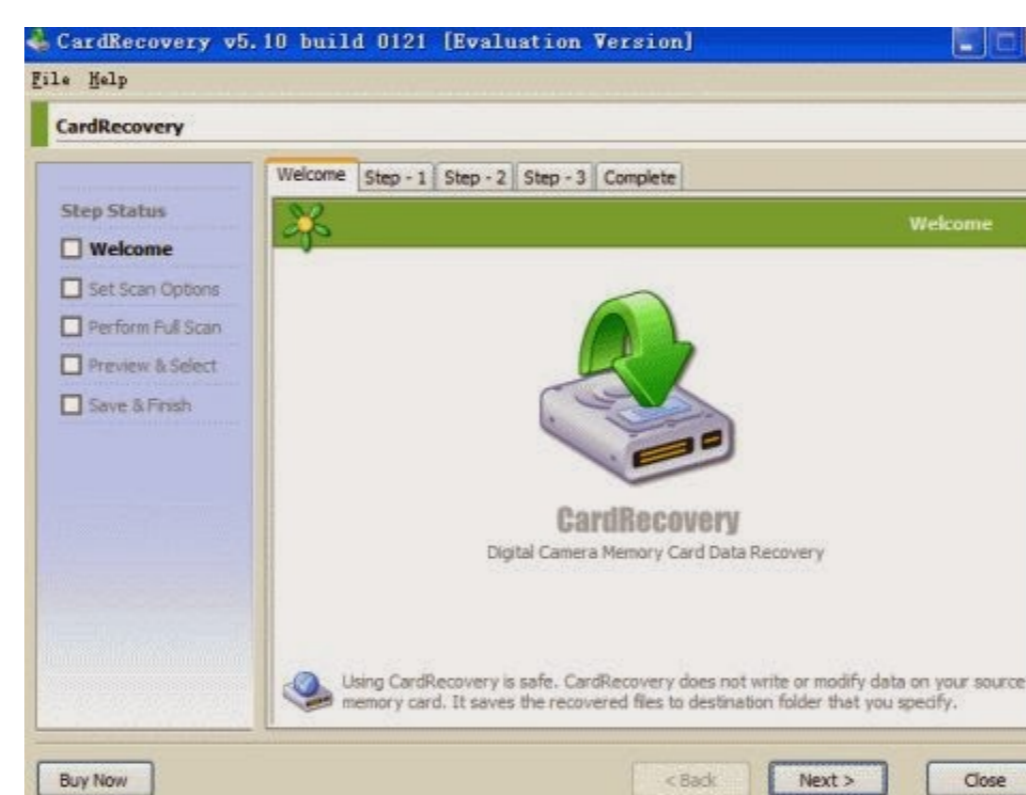 CardRecovery v5.10 build 0121 [Evaluation Version]
File Help
CardRecovery
Welcome Step - 1 Step - 2 Step - 3 Complete
Step Status
Welcome
Set Scan Options
Perform Full Scan
Preview & Select
Save & Finish
Welcome
CardRecovery
Digital Camera Memory Card Data Recovery
Using CardRecovery is safe. CardRecovery does not write or modify data on your source
memory card. It saves the recovered files to destination folder that you specify.
Buy Now < Back Next > Close